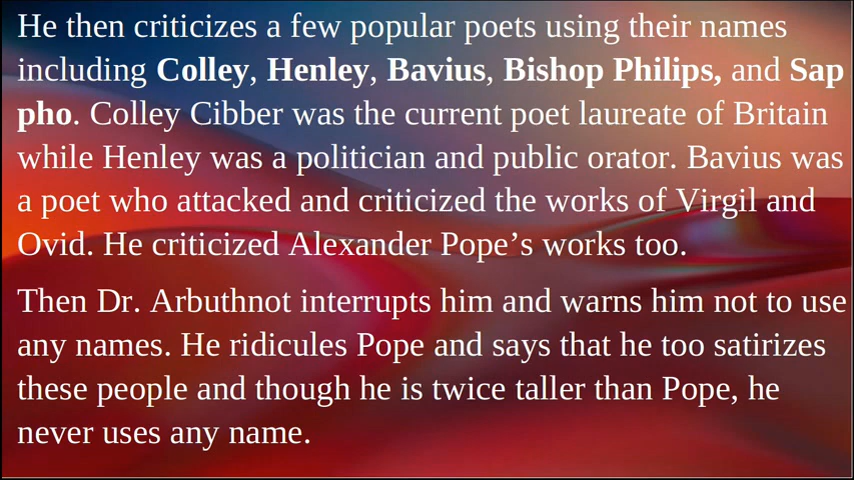 He then criticizes a few popular poets using their names
including Colley, Henley, Bavius, Bishop Philips, and Sap
pho. Colley Cibber was the current poet laureate of Britain
while Henley was a politician and public orator. Bavius was
a poet who attacked and criticized the works of Virgil and
Ovid. He criticized Alexander Pope’s works too.
Then Dr. Arbuthnot interrupts him and warns him not to use
any names. He ridicules Pope and says that he too satirizes
these people and though he is twice taller than Pope, he
never uses any name.